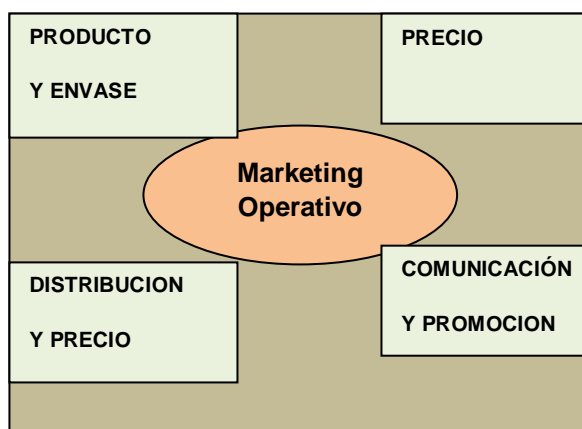 PRODUCTO
Y ENVASE
PRECIO
Marketing
Operativo
DISTRIBUCION
Y PRECIO
COMUNICACIÓN
Y PROMOCION